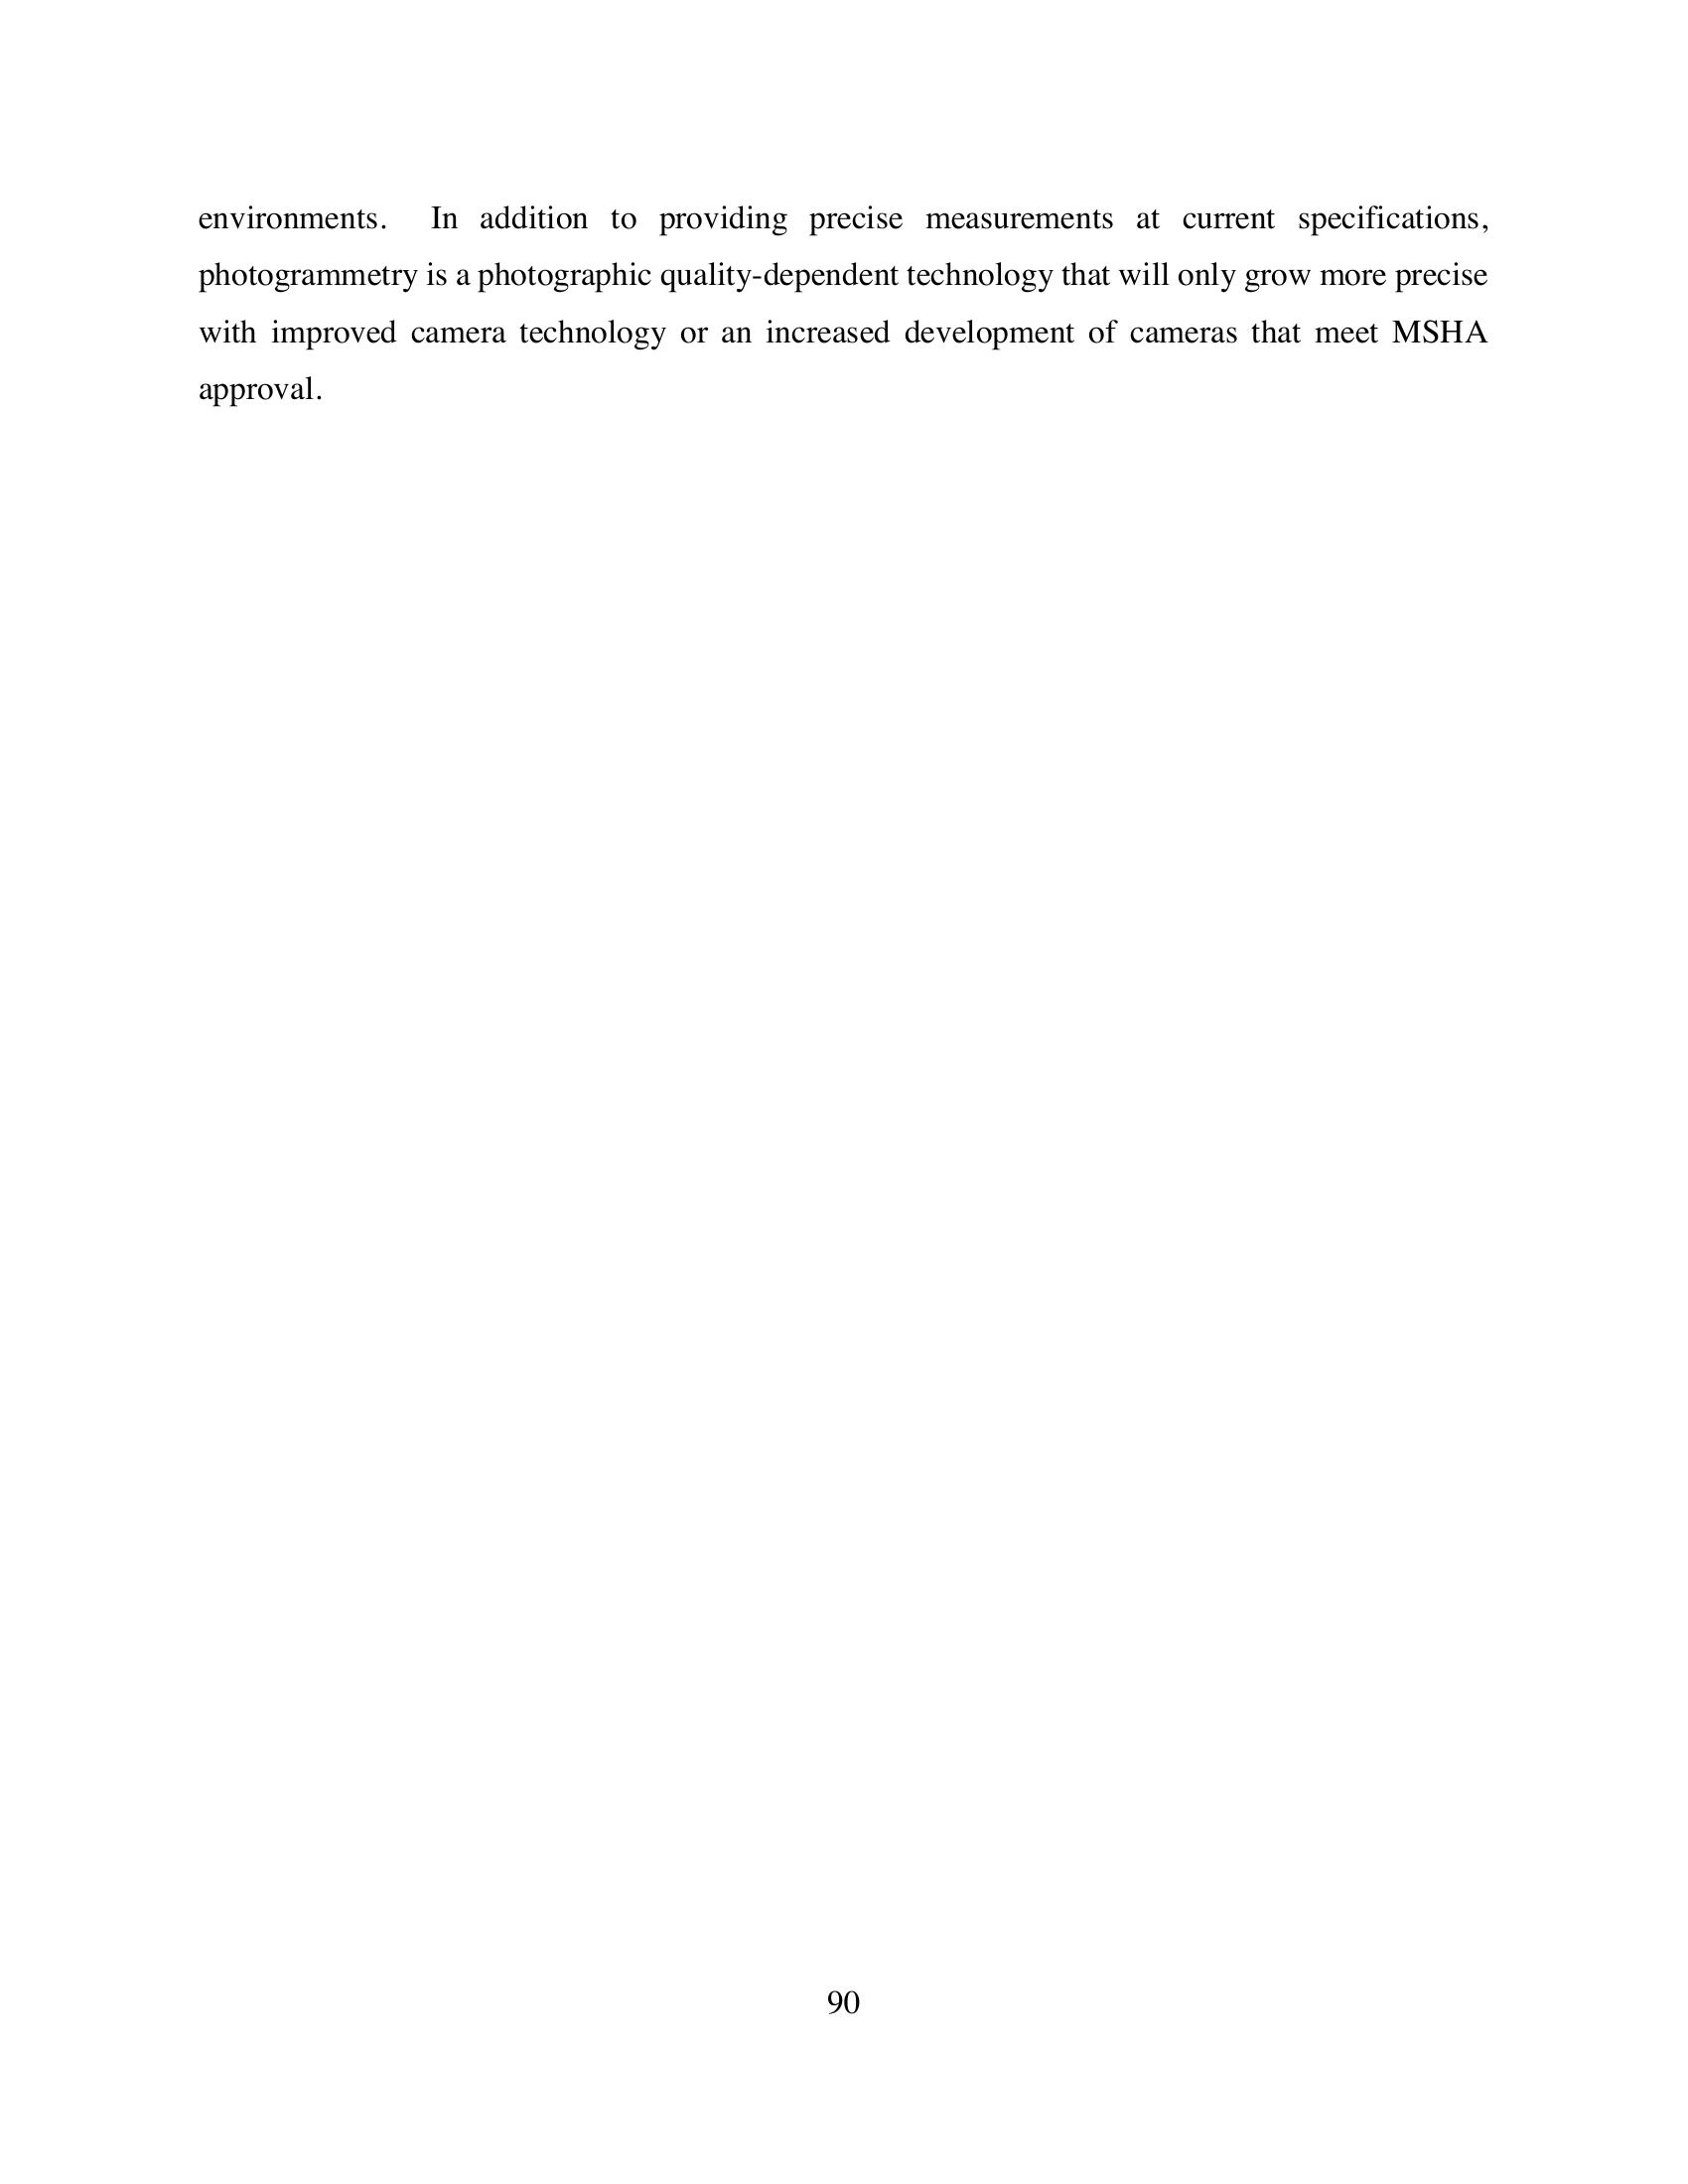 environments. In addition to providing precise measurements at current specifications,
photogrammetry is a photographic quality-dependent technology that will only grow more precise
with improved camera technology or an increased development of cameras that meet MSHA
approval.
90